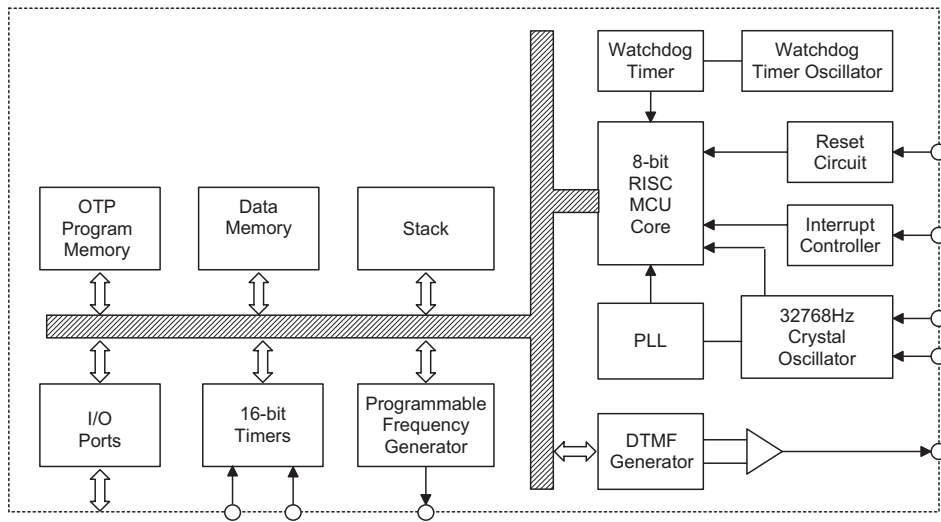 Watchdog
Timer
Watchdog
Timer Oscillator
8-bit
RISC
MCU
Core
Reset
Circuit
Interrupt
Controller
OTP
Program
Memory
Data
Memory
Stack
PLL
32768Hz
Crystal
Oscillator
I/O
Ports
16-bit
Timers
Programmable
Frequency
Generator
DTMF
Generator